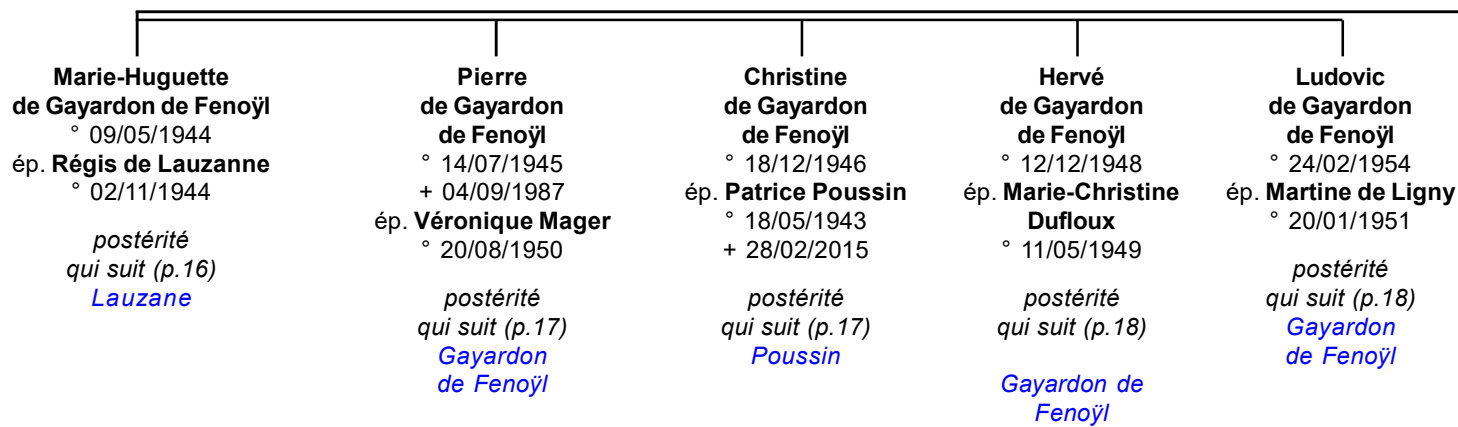 Marie-Huguette
de Gayardon de Fenoÿl
° 09/05/1944
ép. Régis de Lauzanne
° 02/11/1944
postérité
qui suit (p.16)
Lauzane
Pierre
de Gayardon
de Fenoÿl
° 14/07/1945
+ 04/09/1987
ép. Véronique Mager
° 20/08/1950
postérité
qui suit (p.17)
Gayardon
de Fenoÿl
Christine
de Gayardon
de Fenoÿl
° 18/12/1946
ép. Patrice Poussin
° 18/05/1943
+ 28/02/2015
postérité
qui suit (p.17)
Poussin
Hervé
de Gayardon
de Fenoÿl
° 12/12/1948
ép. Marie-Christine
Dufloux
° 11/05/1949
postérité
qui suit (p.18)
Gayardon de
Fenoÿl
Ludovic
de Gayardon
de Fenoÿl
° 24/02/1954
ép. Martine de Ligny
° 20/01/1951
postérité
qui suit (p.18)
Gayardon
de Fenoÿl